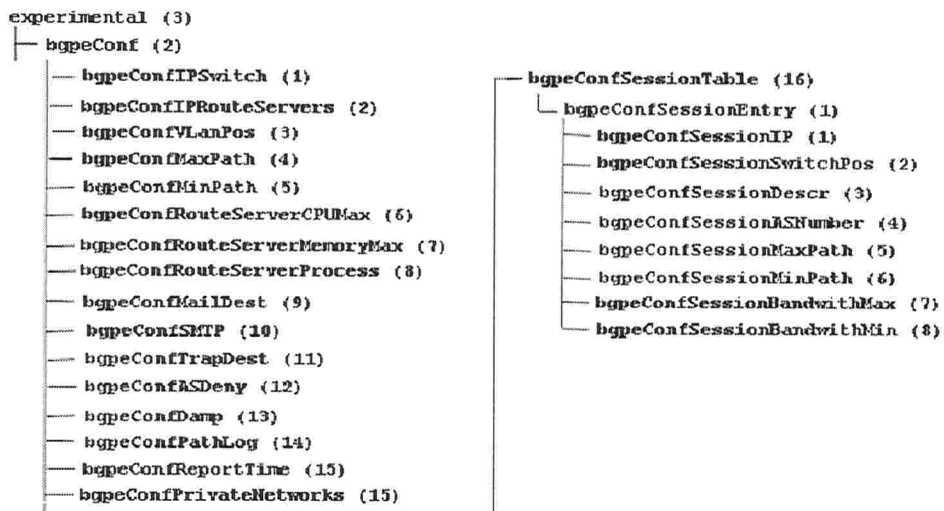 experimental (3)
bgpeConf (2)
bgpeConfIPSwitch (1)
bgpeConfIPRouteServers (2)
bgpeConfVLanPos (3)
bgpeConfMaxPath (4)
bgpeConfMinPath (5)
bgpeConfRouteServerCPUMax (6)
bgpeConfRouteServerMemoryMax (7)
bgpeConfRouteServerProcess (8)
bgpeConfMailDest (9)
bgpeConfSMTP (10)
bgpeConfTrapDest (11)
bgpeConfASDeny (12)
bgpeConfDamp (13)
bgpeConfPathLog (14)
bgpeConfReportTime (15)
bgpeConfPrivateNetworks (15)
bgpeConfSessionTable (16)
bgpeConfSessionEntry (1)
bgpeConfSessionIP (1)
bgpeConfSessionSwitchPos (2)
bgpeConfSessionDescr (3)
bgpeConfSessionASNumber (4)
bgpeConfSessionMaxPath (5)
bgpeConfSessionMinPath (6)
bgpeConfSessionBandwithMax (7)
bgpeConfSessionBandwithMin (8)